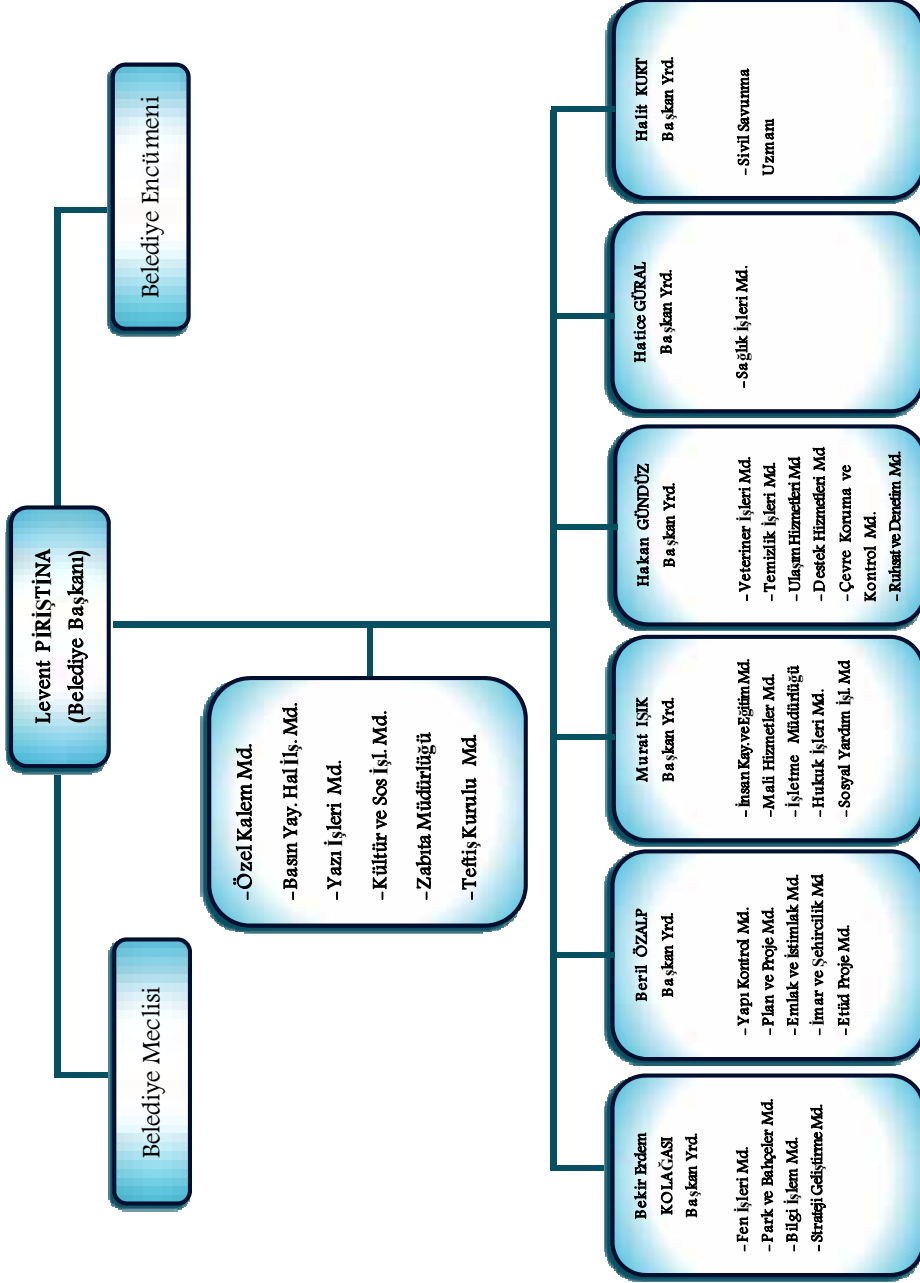 Levent PİRİŞTİNA
(Belediye Başkanı)
Belediye Meclisi
Belediye Encümeni
-Özel Kalem Md.
-Basın Yay. Hal İlş. Md.
-Yazı İşleri Md.
-Kültür ve Sos İşl. Md.
-Zabıta Müdürlüğü
-Teftiş Kurulu Md.
Bekir Erdem
KOLAĞASI
Başkan Yrd.
-Fen İşleri Md.
-Park ve Bahçeler Md.
-Bilgi İşlem Md.
-Strateji Geliştirme Md.
Beril ÖZALP
Başkan Yrd.
-Yapı Kontrol Md.
-Plan ve Proje Md.
-Emlak ve İstimlak Md.
-İmar ve Şehircilik Md
-Etüd Proje Md.
Murat IŞIK
Başkan Yrd.
-İnsan Kay. ve Eğitim Md.
-Mali Hizmetler Md.
-İşletme Müdürlüğü
-Hukuk İşleri Md.
-Sosyal Yardım İşl. Md
Hakan GÜNDÜZ
Başkan Yrd.
-Veteriner İşleri Md.
-Temizlik İşleri Md.
-Ulaşım Hizmetleri Md
-Destek Hizmetleri Md
-Çevre Koruma ve
Kontrol Md.
-Ruhsat ve Denetim Md.
Hatice GÜRAL
Başkan Yrd.
-Sağlık İşleri Md.
Halit KURT
Başkan Yrd.
-Sivil Savunma
Uzmanı